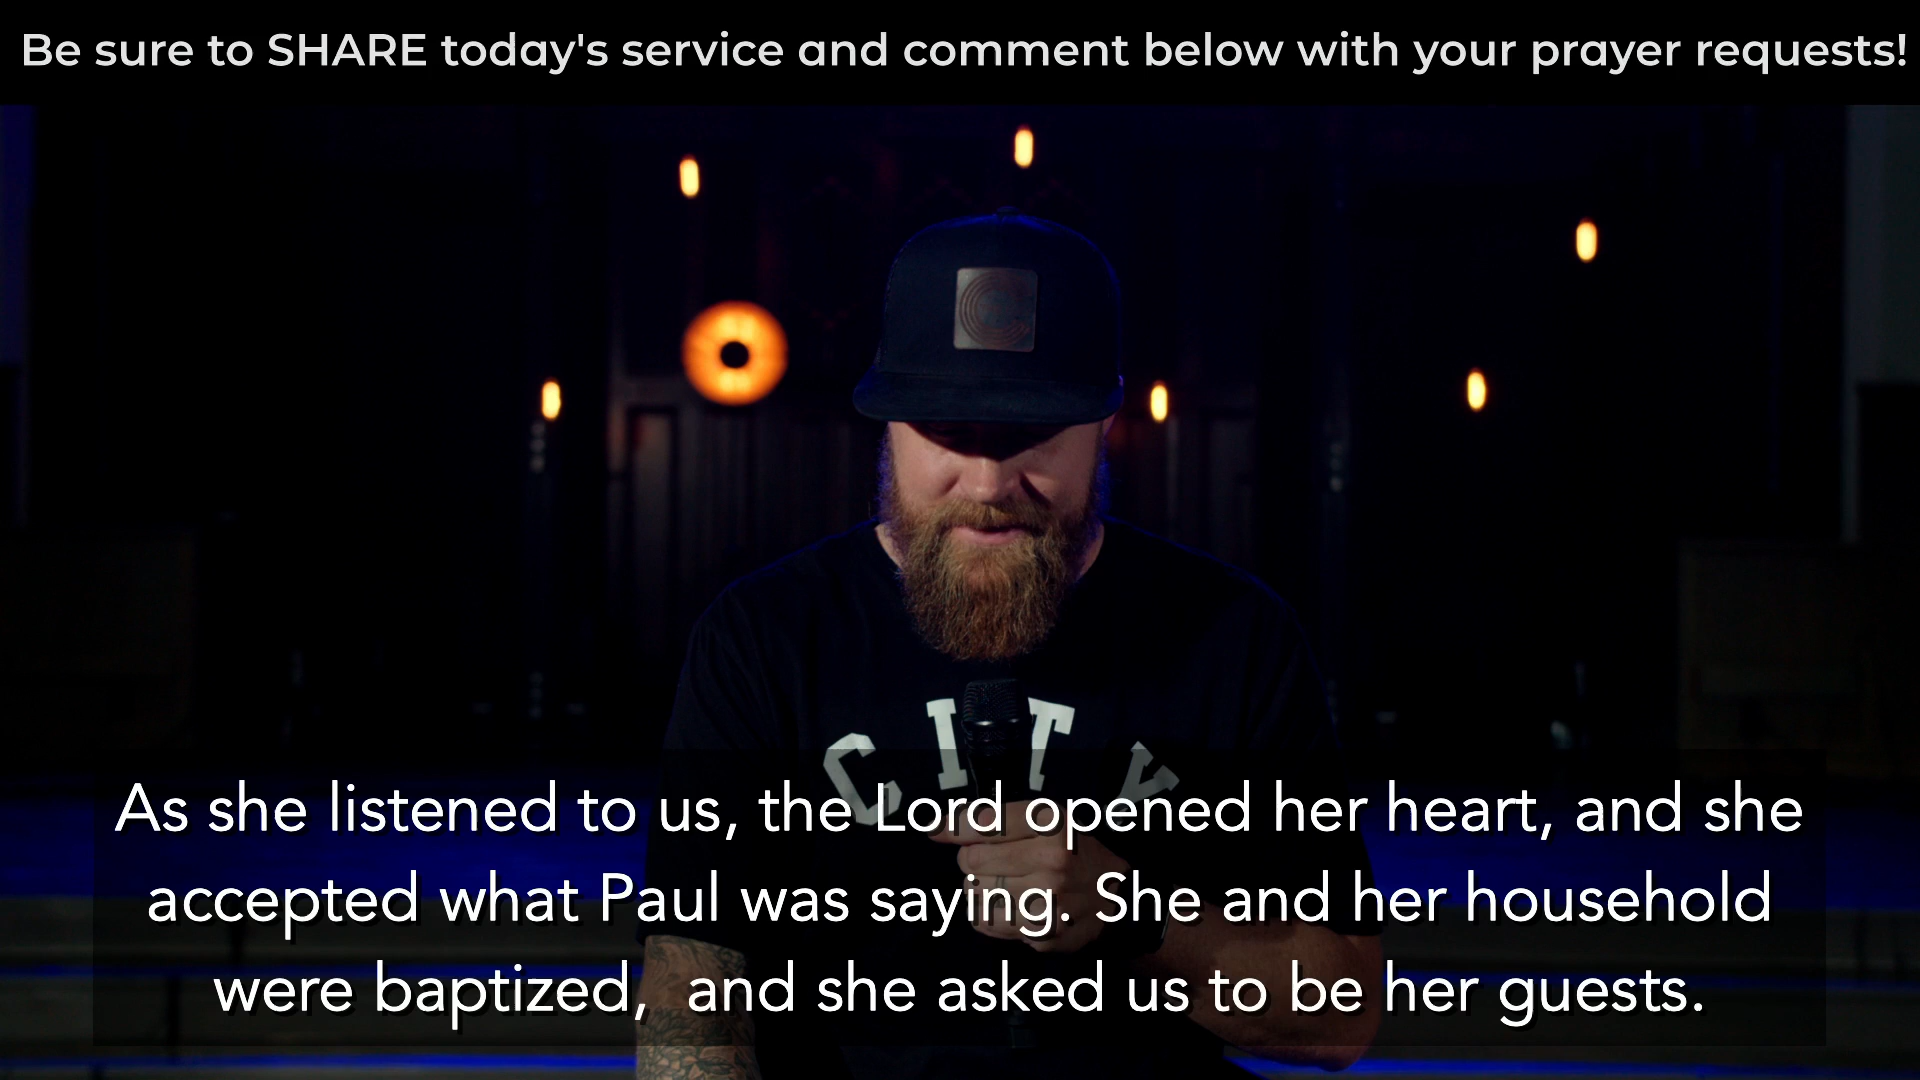 Be sure to SHARE today's service and comment below with your prayer requests!
CITY
As she listened to us, the Lord opened her heart, and she
accepted what Paul was saying. She and her household
were baptized, and she asked us to be her guests.